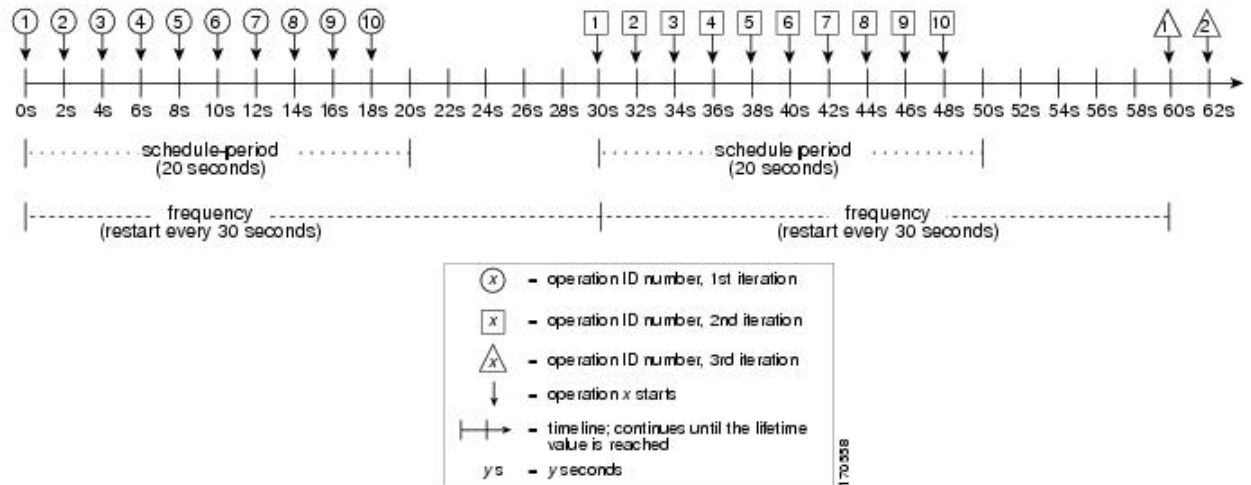 1 2 3 4 5 6 7 8 9 10 1 2 3 4 5 6 7 8 9 10 1 2
0s 2s 4s 6s 8s 10s 12s 14s 16s 18s 20s 22s 24s 26s 28s 30s 32s 34s 36s 38s 40s 42s 44s 46s 48s 50s 52s 54s 56s 58s 60s 62s
schedule-period schedule period
(20 seconds) (20 seconds)
frequency frequency
(restart every 30 seconds) (restart every 30 seconds)
x = operation ID number, 1st iteration
x = operation ID number, 2nd iteration
x = operation ID number, 3rd iteration
= operation x starts
= timeline; continues until the lifetime
value is reached
y s = y seconds
170558